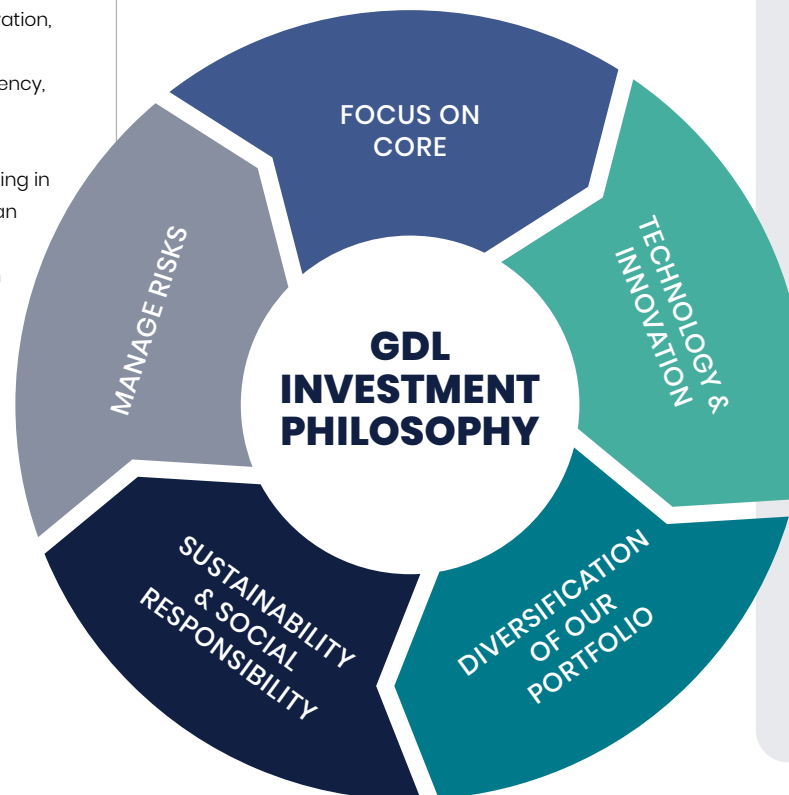 ation,
ency,
ing in
an
FOCUS ON
CORE
TECHNOLOGY &
INNOVATION
DIVERSIFICATION
OF OUR
PORTFOLIO
SUSTAINABILITY
& SOCIAL
RESPONSIBILITY
MANAGE RISKS
GDL
INVESTMENT
PHILOSOPHY